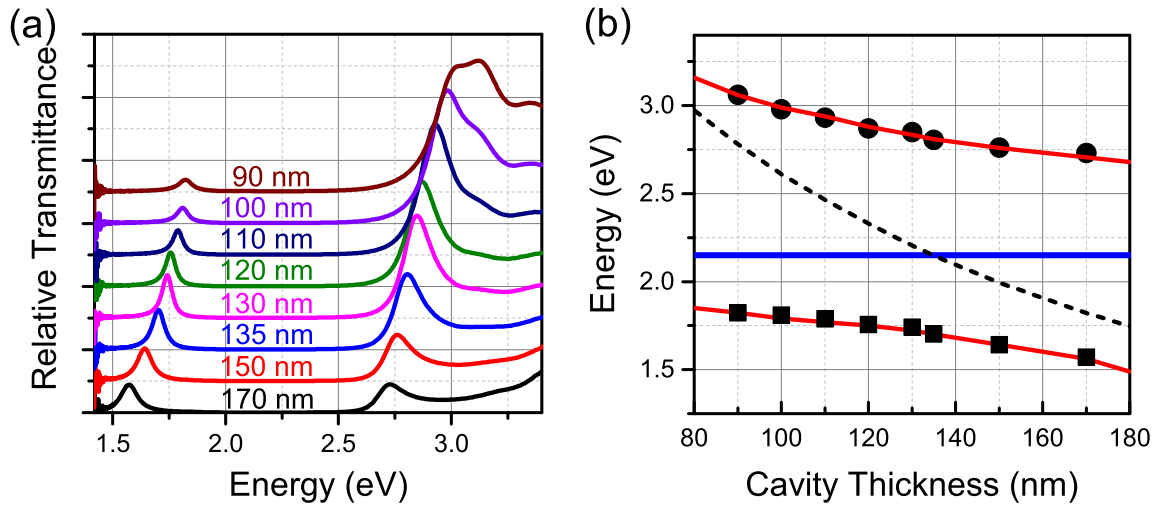 (a)
Relative Transmittance
90 nm
100 nm
110 nm
120 nm
130 nm
135 nm
150 nm
170 nm
1.5 2.0 2.5 3.0
Energy (eV)
(b)
Energy (eV)
3.0
2.5
2.0
1.5
80 100 120 140 160 180
Cavity Thickness (nm)